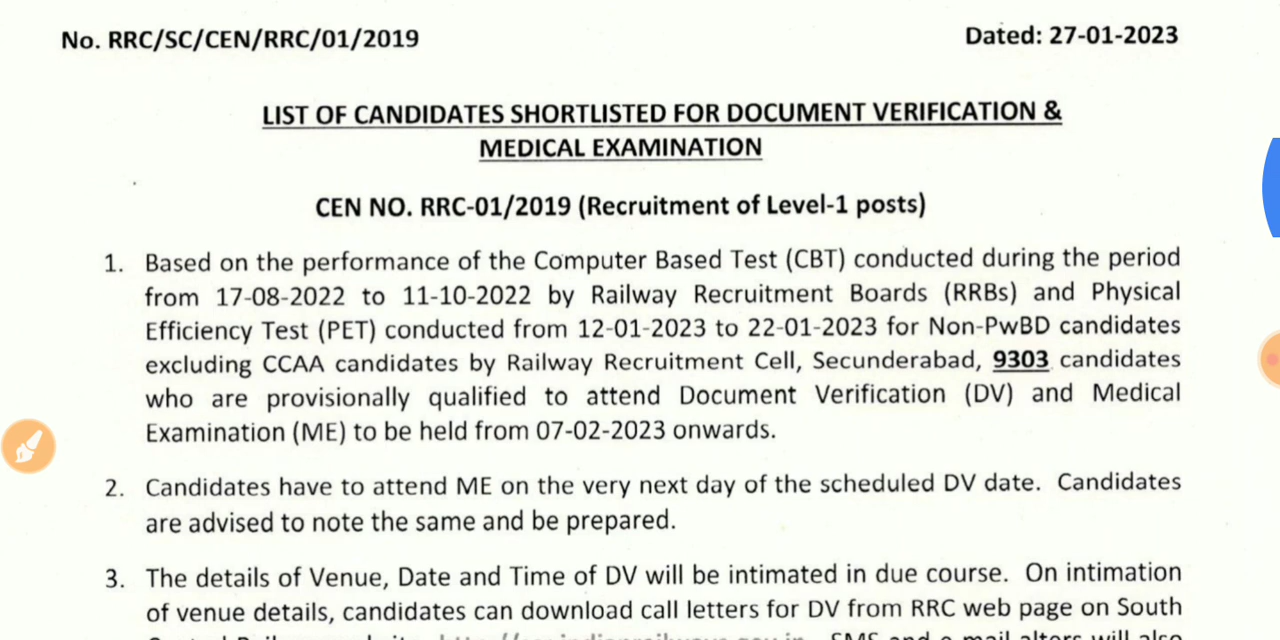 No. RRC/SC/CEN/RRC/01/2019 Dated: 27-01-2023
LIST OF CANDIDATES SHORTLISTED FOR DOCUMENT VERIFICATION &
MEDICAL EXAMINATION
CEN NO. RRC-01/2019 (Recruitment of Level-1 posts)
1. Based on the performance of the Computer Based Test (CBT) conducted during the period
from 17-08-2022 to 11-10-2022 by Railway Recruitment Boards (RRBs) and Physical
Efficiency Test (PET) conducted from 12-01-2023 to 22-01-2023 for Non-PwBD candidates
excluding CCAA candidates by Railway Recruitment Cell, Secunderabad, 9303 candidates
who are provisionally qualified to attend Document Verification (DV) and Medical
Examination (ME) to be held from 07-02-2023 onwards.
2. Candidates have to attend ME on the very next day of the scheduled DV date. Candidates
are advised to note the same and be prepared.
3. The details of Venue, Date and Time of DV will be intimated in due course. On intimation
of venue details, candidates can download call letters for DV from RRC web page on South
SMS and e-mail alters will also